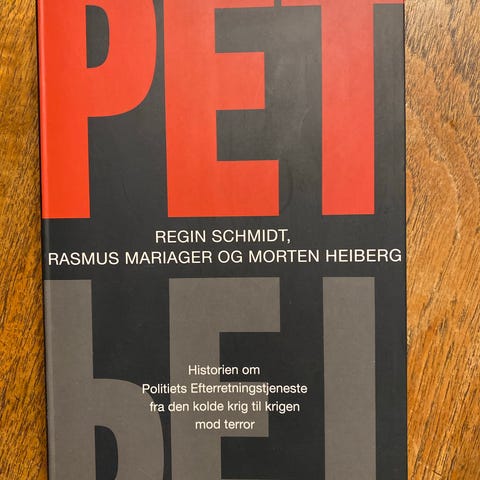 PET
REGIN SCHMIDT,
RASMUS MARIAGER OG MORTEN HEIBERG
PET
Historien om
Politiets Efterretningstjeneste
fra den kolde krig til krigen
mod terror